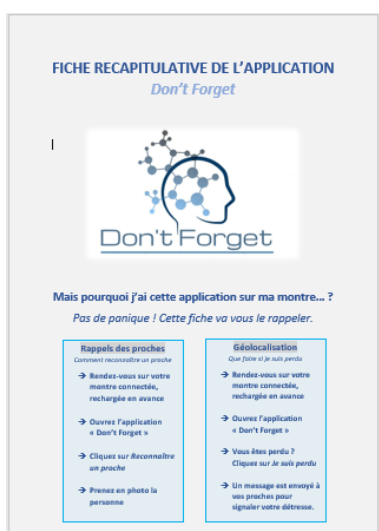 FICHE RECAPITULATIVE DE L'APPLICATION
Don't Forget
Don't Forget
Mais pourquoi j'ai cette application sur ma montre... ?
Pas de panique ! Cette fiche va vous le rappeler.
Rappels des proches
Comment reconnaître un proche
→ Rendez-vous sur votre
montre connectée,
rechargée en avance
→ Ouvrez l'application
« Don't Forget »
→ Cliquez sur Reconnaître
un proche
→ Prenez en photo la
personne
Géolocalisation
Que faire si je suis perdu
→ Rendez-vous sur votre
montre connectée,
rechargée en avance
→ Ouvrez l'application
« Don't Forget »
→ Vous êtes perdu ?
Cliquez sur Je suis perdu
→ Un message est envoyé à
vos proches pour
signaler votre détresse.